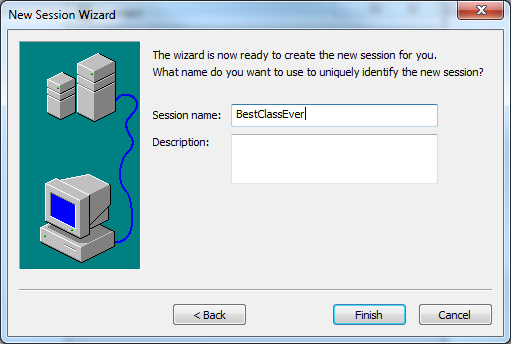 New Session Wizard
The wizard is now ready to create the new session for you.
What name do you want to use to uniquely identify the new session?
Session name: BestClassEver
Description:
< Back Finish Cancel